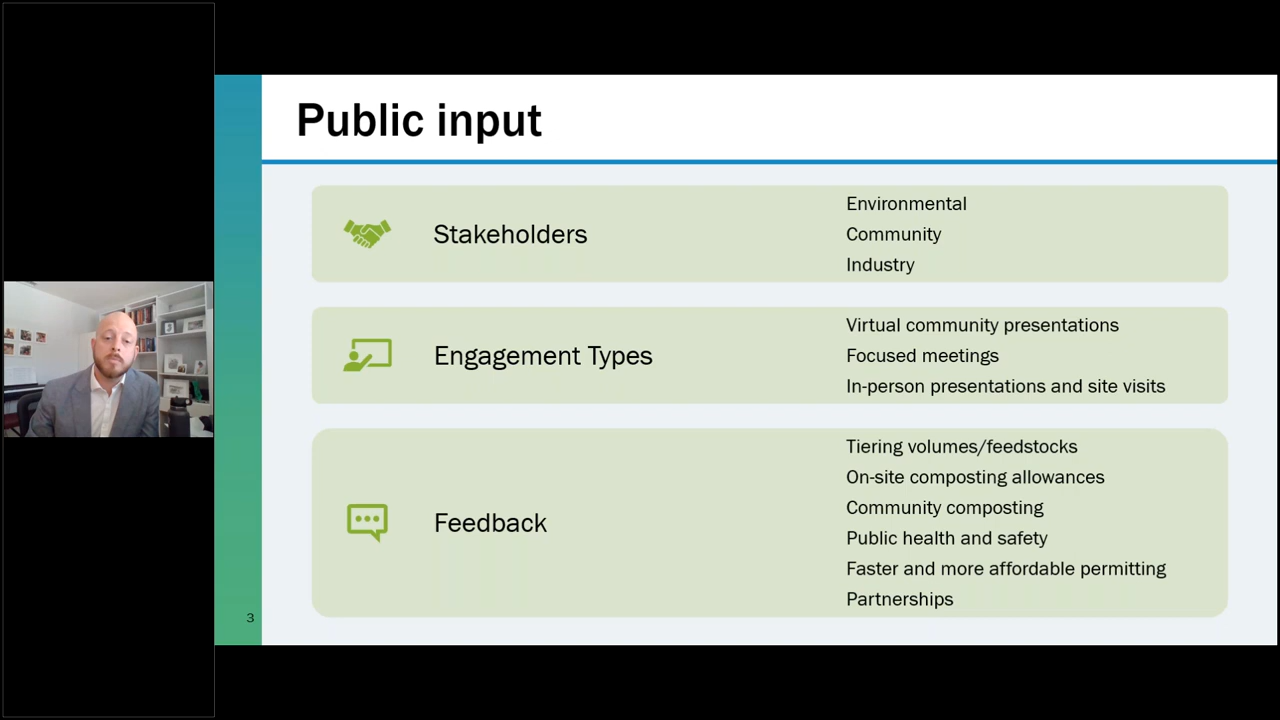 Public input
Stakeholders
Environmental
Community
Industry
Engagement Types
Virtual community presentations
Focused meetings
In-person presentations and site visits
Feedback
Tiering volumes/feedstocks
On-site composting allowances
Community composting
Public health and safety
Faster and more affordable permitting
Partnerships
3